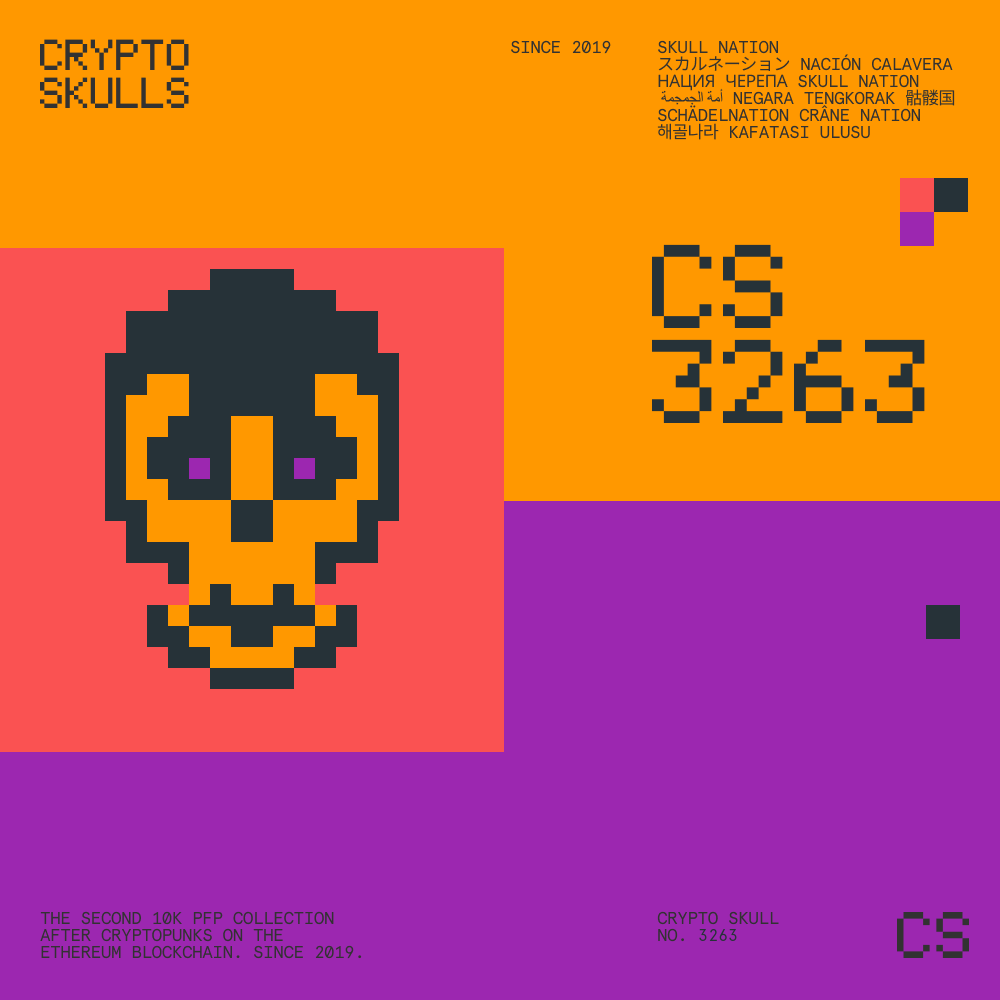 CRYPTO
SKULLS
SINCE 2019
SKULL NATION
スカルネーション NACIÓN CALAVERA
НАЦИЯ ЧЕРЕПА SKULL NATION
أمة الجمجمة NEGARA TENGKORAK 骷髅国
SCHÄDELNATION CRÂNE NATION
해골나라 KAFATASI ULUSU
CS
3263
THE SECOND 10K PFP COLLECTION
AFTER CRYPTOPUNKS ON THE
ETHEREUM BLOCKCHAIN. SINCE 2019.
CRYPTO SKULL
NO. 3263
CS